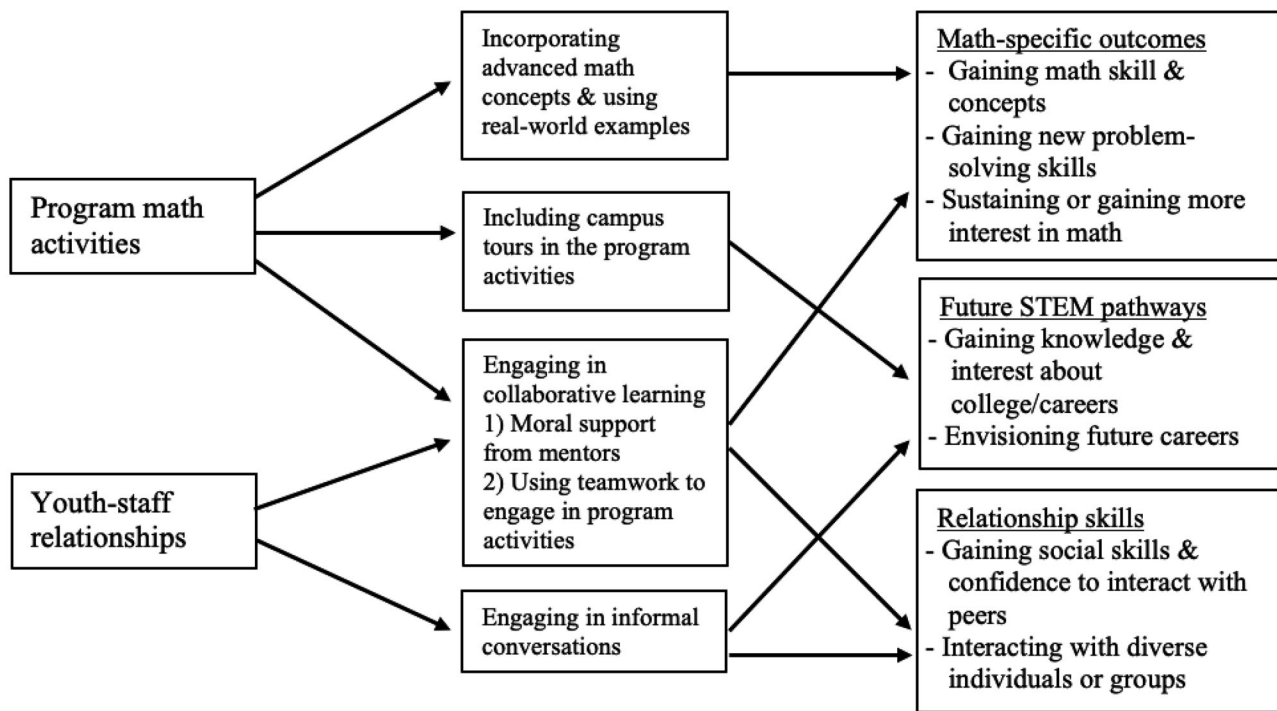 Program math
activities
Youth-staff
relationships
Incorporating
advanced math
concepts & using
real-world examples
Including campus
tours in the program
activities
Engaging in
collaborative learning
1) Moral support
from mentors
2) Using teamwork to
engage in program
activities
Engaging in informal
conversations
Math-specific outcomes
- Gaining math skill &
concepts
- Gaining new problem-
solving skills
- Sustaining or gaining more
interest in math
Future STEM pathways
- Gaining knowledge &
interest about
college/careers
- Envisioning future careers
Relationship skills
- Gaining social skills &
confidence to interact with
peers
- Interacting with diverse
individuals or groups